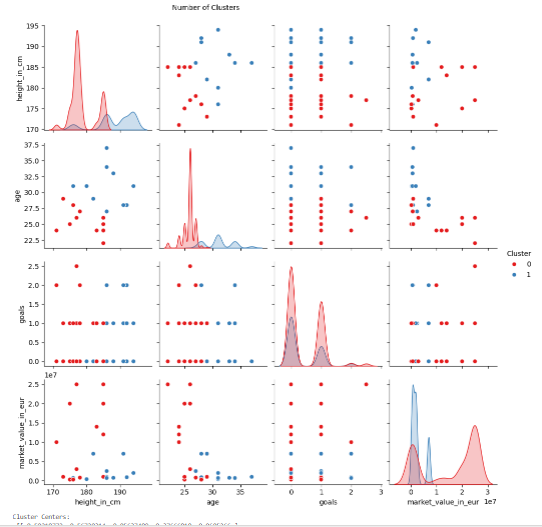 Number of Clusters
195
190
185
180
175
170
height_in_cm
37.5
35.0
32.5
30.0
27.5
25.0
22.5
age
2.5
2.0
1.5
1.0
0.5
0.0
goals
1e7
2.5
2.0
1.5
1.0
0.5
0.0
market_value_in_eur
170 180 190
height_in_cm
25 30 35
age
0 1 2 3
goals
0 1 2 3
1e7
market_value_in_eur
Cluster
0
1
Cluster Centers: